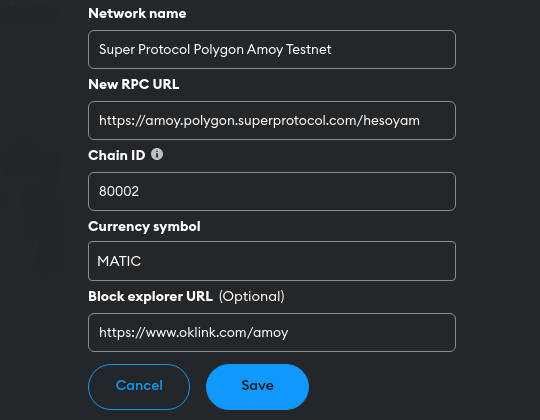 Network name
Super Protocol Polygon Amoy Testnet
New RPC URL
https://amoy.polygon.superprotocol.com/hesoyam
Chain ID
80002
Currency symbol
MATIC
Block explorer URL (Optional)
https://www.oklink.com/amoy
Cancel Save